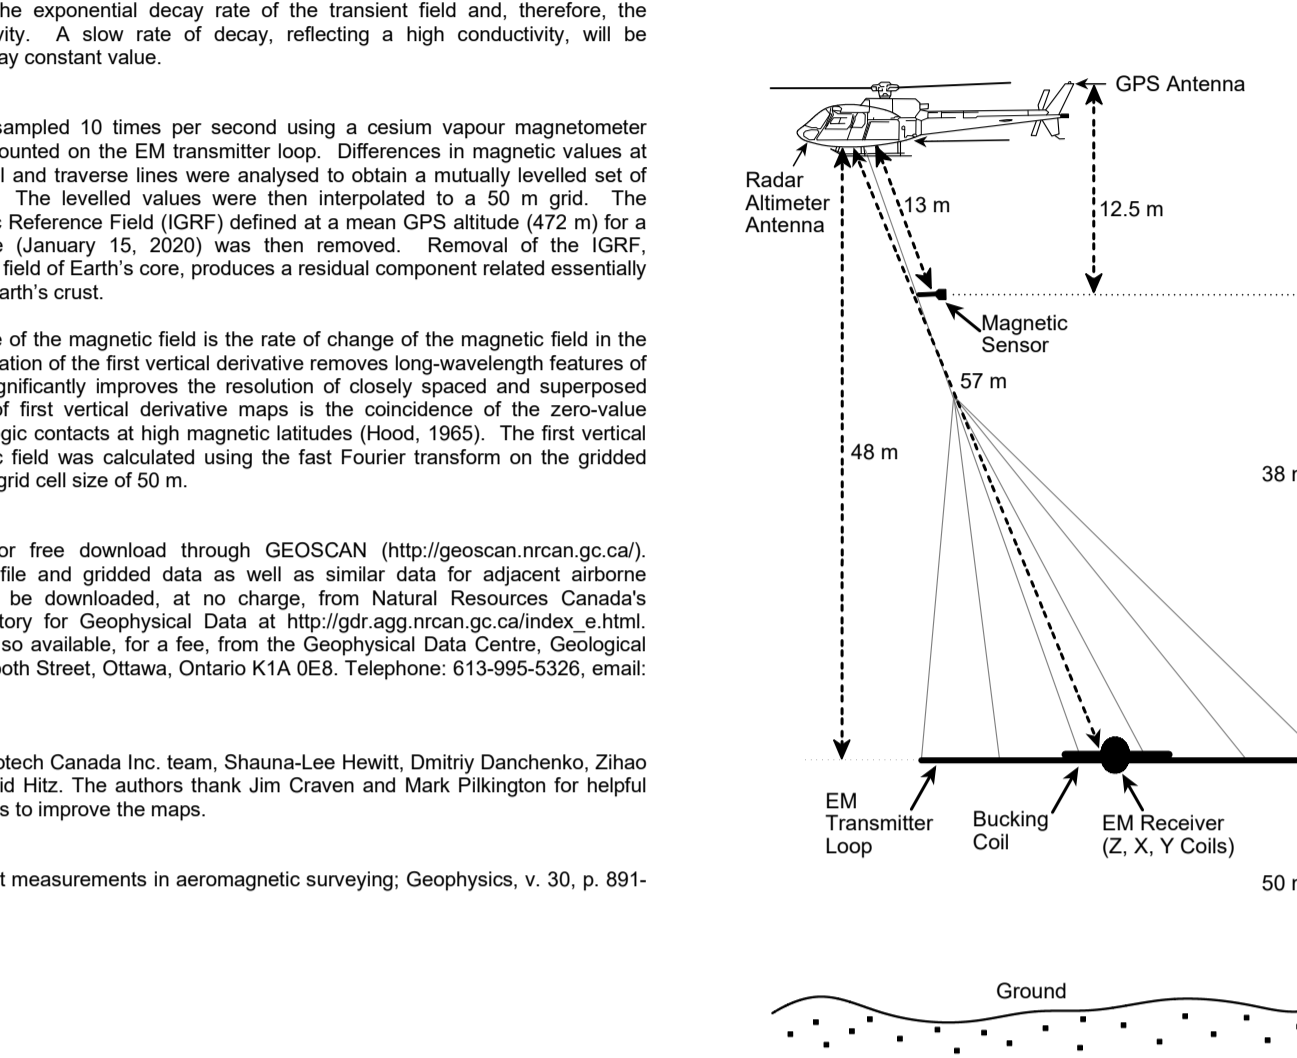 he exponential decay rate of the transient field and, therefore, the
vity. A slow rate of decay, reflecting a high conductivity, will be
ay constant value.
sampled 10 times per second using a cesium vapour magnetometer
ounted on the EM transmitter loop. Differences in magnetic values at
l and traverse lines were analysed to obtain a mutually levelled set of
The levelled values were then interpolated to a 50 m grid. The
c Reference Field (IGRF) defined at a mean GPS altitude (472 m) for a
e (January 15, 2020) was then removed. Removal of the IGRF,
field of Earth's core, produces a residual component related essentially
arth's crust.
e of the magnetic field is the rate of change of the magnetic field in the
ation of the first vertical derivative removes long-wavelength features of
gnificantly improves the resolution of closely spaced and superposed
of first vertical derivative maps is the coincidence of the zero-value
gic contacts at high magnetic latitudes (Hood, 1965). The first vertical
c field was calculated using the fast Fourier transform on the gridded
grid cell size of 50 m.
or free download through GEOSCAN (http://geoscan.nrcan.gc.ca/).
file and gridded data as well as similar data for adjacent airborne
be downloaded, at no charge, from Natural Resources Canada's
tory for Geophysical Data at http://gdr.agg.nrcan.gc.ca/index_e.html.
so available, for a fee, from the Geophysical Data Centre, Geological
ooth Street, Ottawa, Ontario K1A 0E8. Telephone: 613-995-5326, email:
otech Canada Inc. team, Shauna-Lee Hewitt, Dmitriy Danchenko, Zihao
id Hitz. The authors thank Jim Craven and Mark Pilkington for helpful
s to improve the maps.
t measurements in aeromagnetic surveying; Geophysics, v. 30, p. 891-
GPS Antenna
Radar
Altimeter
Antenna
13 m
12.5 m
Magnetic
Sensor
57 m
48 m
38 m
EM
Transmitter
Loop
Bucking
Coil
EM Receiver
(Z, X, Y Coils)
50 m
Ground